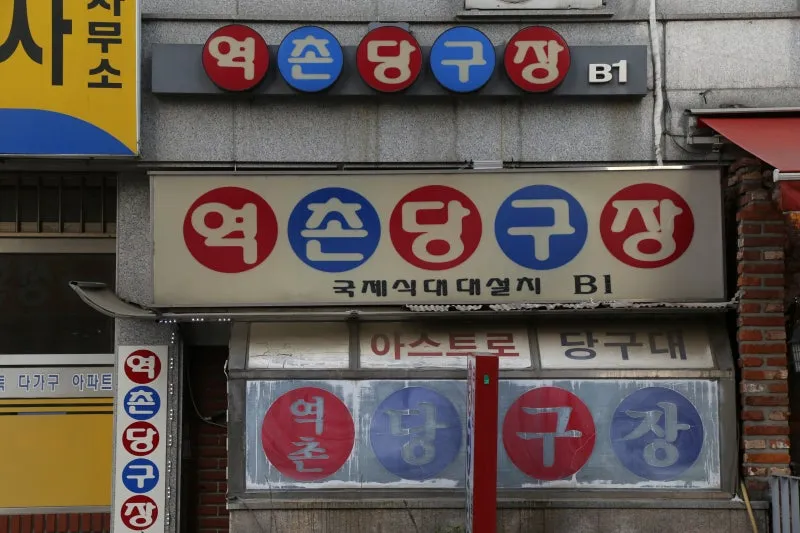 사무소
사
역촌당구장 B1
역촌당구장
국제식대대설치 B1
아스트로 당구대
역촌 당구장
다가구 아파트
역촌당구장